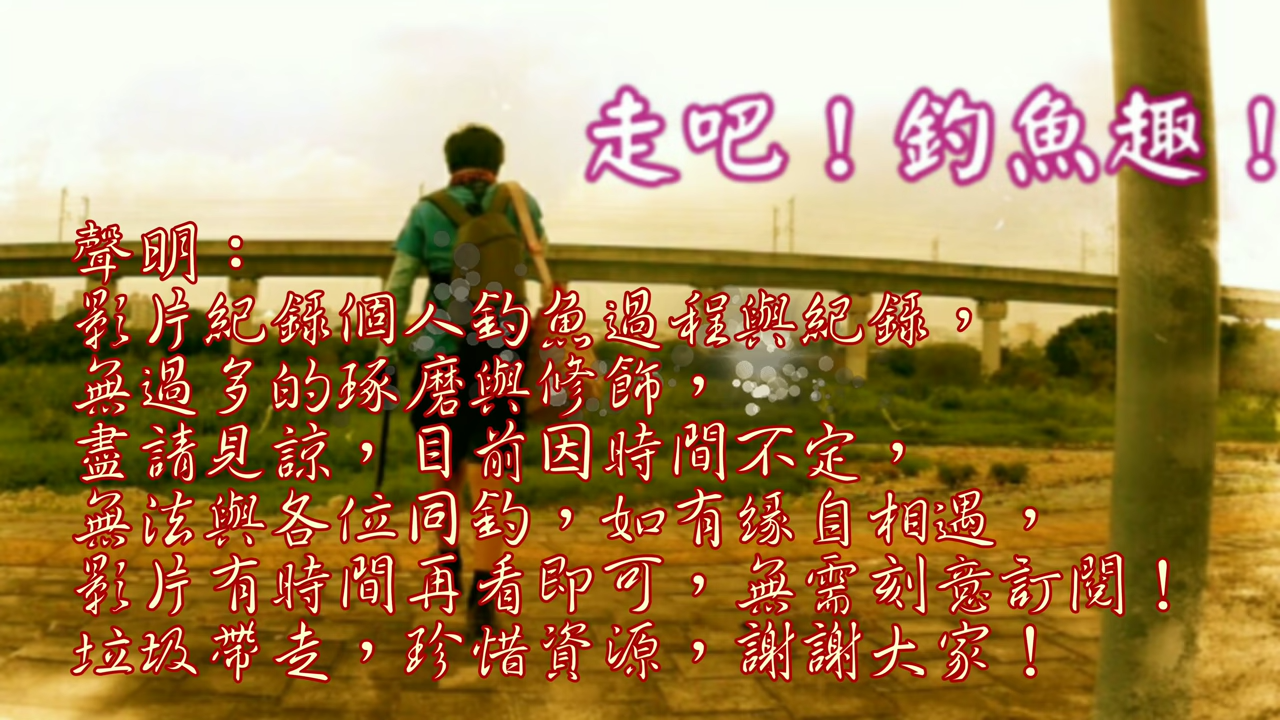 走吧！釣魚趣！
聲明：
影片紀錄個人釣魚過程與紀錄，
無過多的琢磨與修飾，
盡請見諒，目前因時間不定，
無法與各位同釣，如有緣自相遇，
影片有時間再看即可，無需刻意訂閱！
垃圾帶走，珍惜資源，謝謝大家！